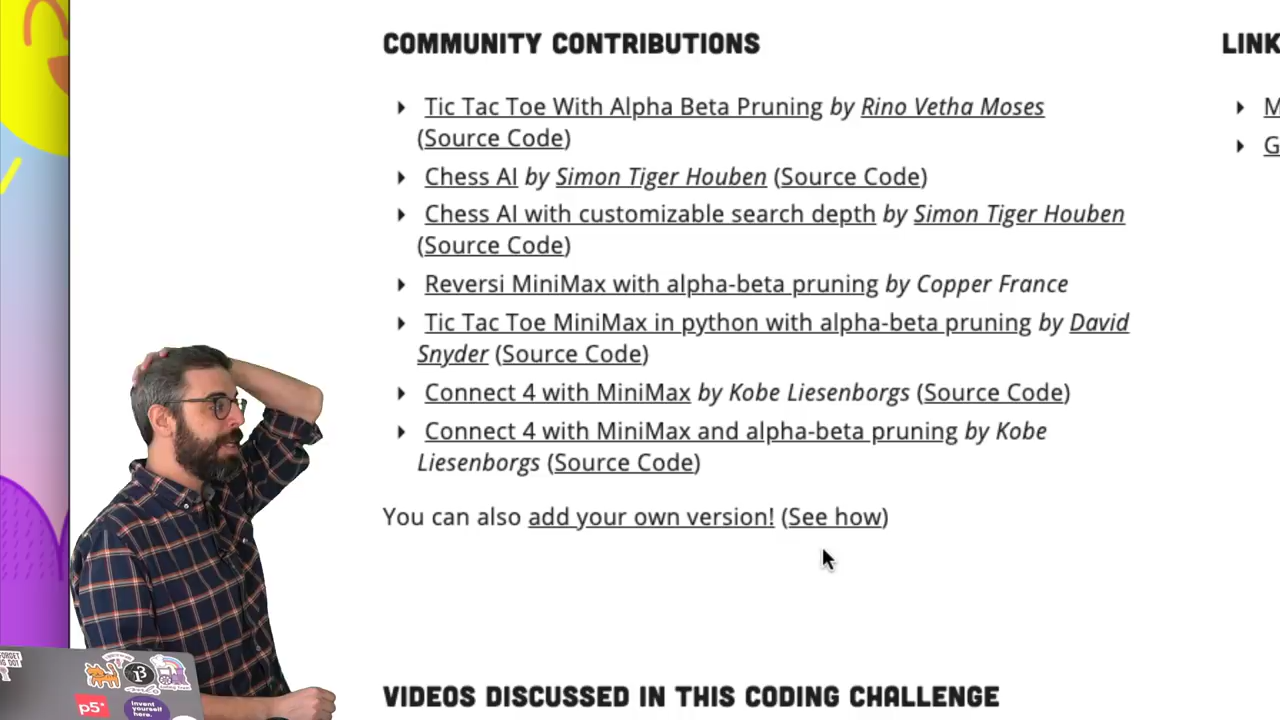 COMMUNITY CONTRIBUTIONS
LINK
Tic Tac Toe With Alpha Beta Pruning by Rino Vetha Moses
(Source Code)
M
Chess AI by Simon Tiger Houben (Source Code)
G
Chess AI with customizable search depth by Simon Tiger Houben
(Source Code)
Reversi MiniMax with alpha-beta pruning by Copper France
Tic Tac Toe MiniMax in python with alpha-beta pruning by David
Snyder (Source Code)
Connect 4 with MiniMax by Kobe Liesenborgs (Source Code)
Connect 4 with MiniMax and alpha-beta pruning by Kobe
Liesenborgs (Source Code)
You can also add your own version! (See how)
VIDEOS DISCUSSED IN THIS CODING CHALLENGE
p5*
Invent
yourself
here.